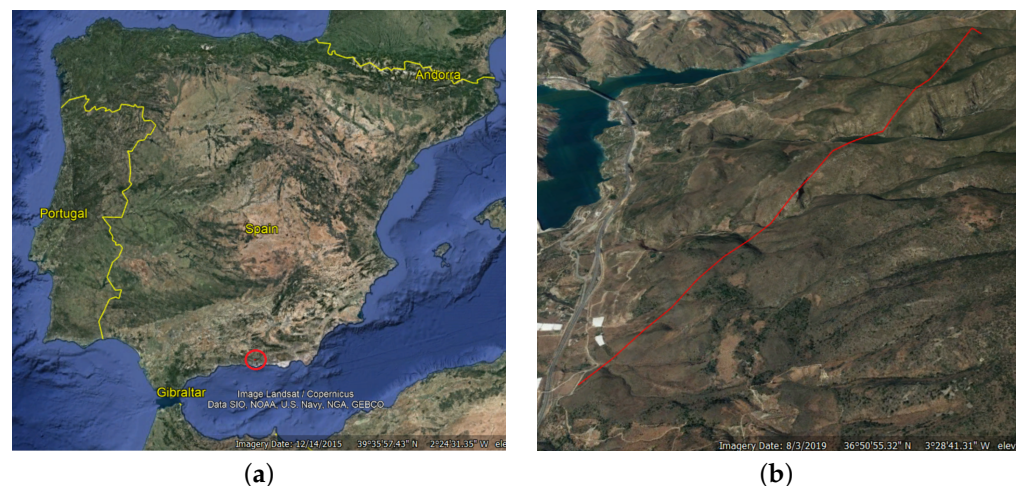 Andorra
Portugal
Spain
Gibraltar
Image Landsat / Copernicus
Data SIO, NOAA, U.S. Navy, NGA, GEBCO
Imagery Date: 12/14/2015 39°35'57.43" N 2°24'31.35" W elev
Imagery Date: 8/3/2019 36°50'55.32" N 3°28'41.31" W elev
(a)
(b)